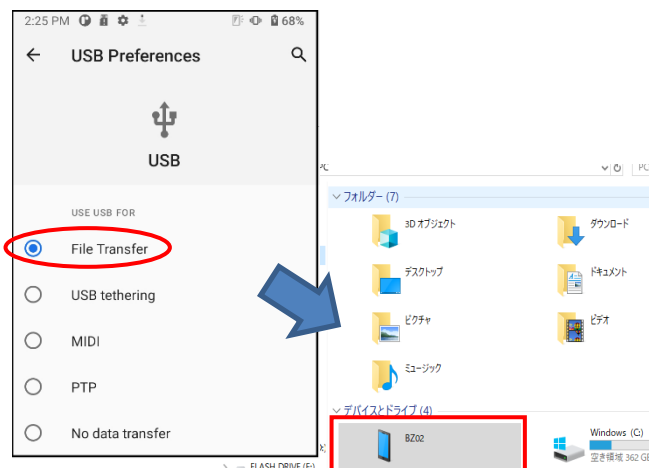 2:25 PM 68%
USB Preferences
USB
USE USB FOR
File Transfer
USB tethering
MIDI
PTP
No data transfer
PC
フォルダー (7)
3D オブジェクト
ダウンロード
デスクトップ
ドキュメント
ピクチャ
ビデオ
ミュージック
デバイスとドライブ (4)
BZ02
Windows (C:)
空き領域 362 GB
FLASH DRIVE (F:)